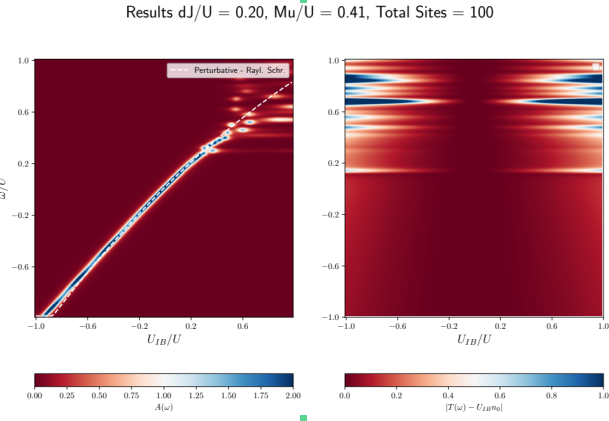 Results dJ/U = 0.20, Mu/U = 0.41, Total Sites = 100
Perturbative - Rayl. Schr.
1.0
0.6
0.2
−0.2
−0.6
ω/U
−1.0 −0.6 −0.2 0.2 0.6
U_IB/U
0.00 0.25 0.50 0.75 1.00 1.25 1.50 1.75 2.00
A(ω)
1.0
0.6
0.2
−0.2
−0.6
−1.0 −0.6 −0.2 0.2 0.6 1.0
U_IB/U
0.0 0.2 0.4 0.6 0.8 1.0
|T(ω) − U_IB n_0|